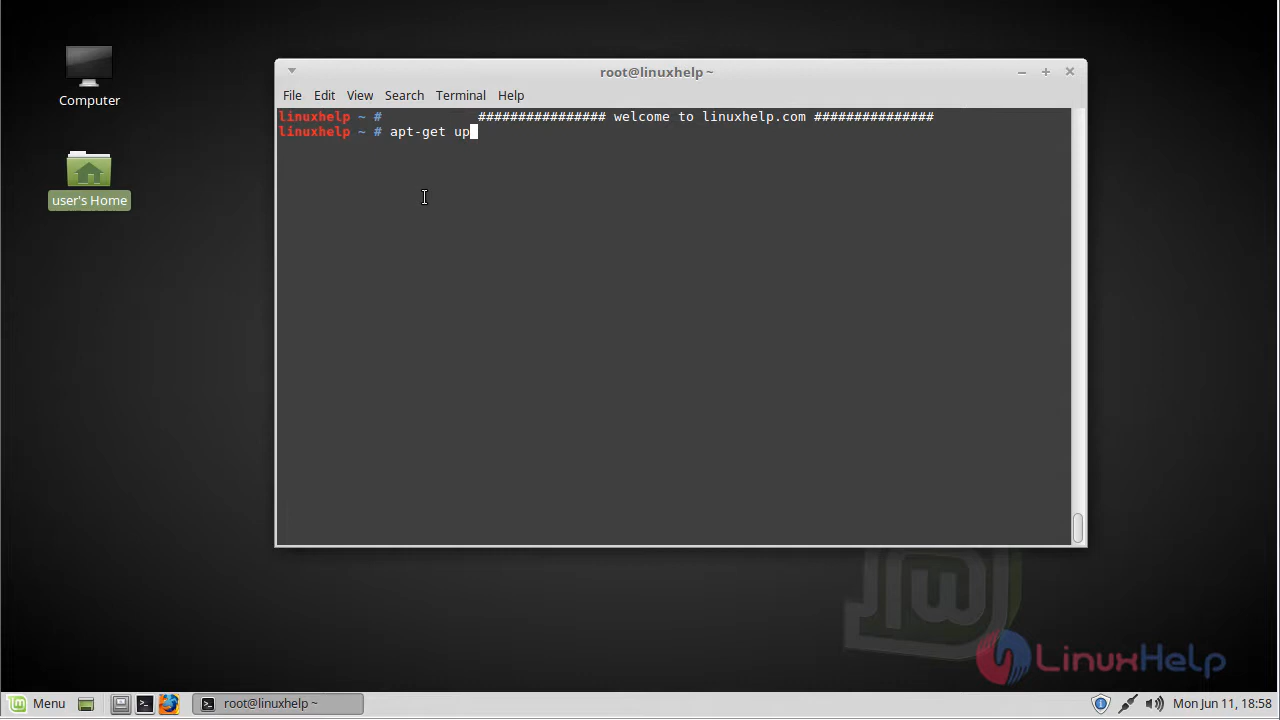 Computer
user's Home
root@linuxhelp ~
File Edit View Search Terminal Help
linuxhelp ~ # ################ welcome to linuxhelp.com ###############
linuxhelp ~ # apt-get up
LinuxHelp
Menu
root@linuxhelp ~
Mon Jun 11, 18:58